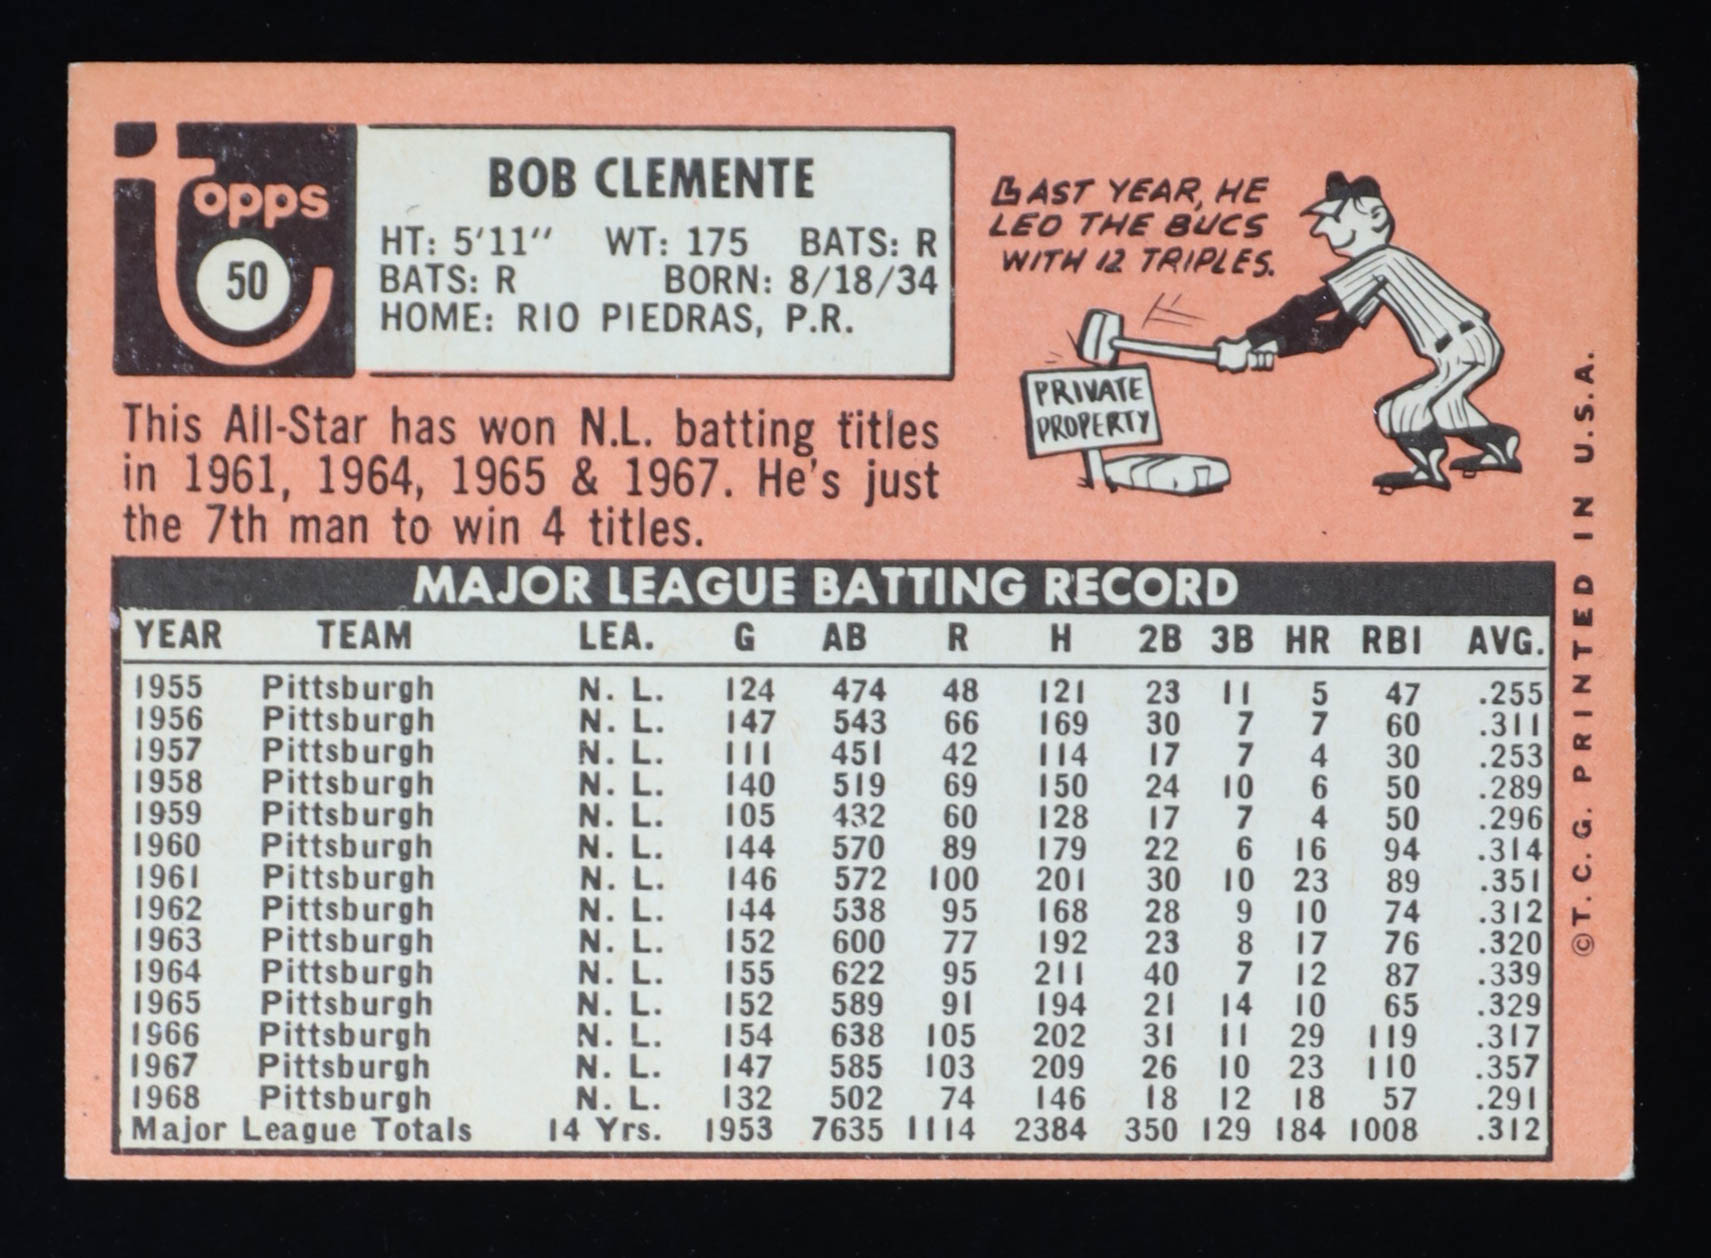 Topps
50
BOB CLEMENTE
HT: 5'11" WT: 175 BATS: R
BATS: R BORN: 8/18/34
HOME: RIO PIEDRAS, P.R.
LAST YEAR, HE
LED THE BUCS
WITH 12 TRIPLES.
PRIVATE
PROPERTY
This All-Star has won N.L. batting titles
in 1961, 1964, 1965 & 1967. He's just
the 7th man to win 4 titles.
MAJOR LEAGUE BATTING RECORD
YEAR TEAM LEA. G AB R H 2B 3B HR RBI AVG.
1955 Pittsburgh N. L. 124 474 48 121 23 11 5 47 .255
1956 Pittsburgh N. L. 147 543 66 169 30 7 7 60 .311
1957 Pittsburgh N. L. 111 451 42 114 17 7 4 30 .253
1958 Pittsburgh N. L. 140 519 69 150 24 10 6 50 .289
1959 Pittsburgh N. L. 105 432 60 128 17 7 4 50 .296
1960 Pittsburgh N. L. 144 570 89 179 22 6 16 94 .314
1961 Pittsburgh N. L. 146 572 100 201 30 10 23 89 .351
1962 Pittsburgh N. L. 144 538 95 168 28 9 10 74 .312
1963 Pittsburgh N. L. 152 600 77 192 23 8 17 76 .320
1964 Pittsburgh N. L. 155 622 95 211 40 7 12 87 .339
1965 Pittsburgh N. L. 152 589 91 194 21 14 10 65 .329
1966 Pittsburgh N. L. 154 638 105 202 31 11 29 119 .317
1967 Pittsburgh N. L. 147 585 103 209 26 10 23 110 .357
1968 Pittsburgh N. L. 132 502 74 146 18 12 18 57 .291
Major League Totals 14 Yrs. 1953 7635 1114 2384 350 129 184 1008 .312
©T. C. G. PRINTED IN U.S.A.